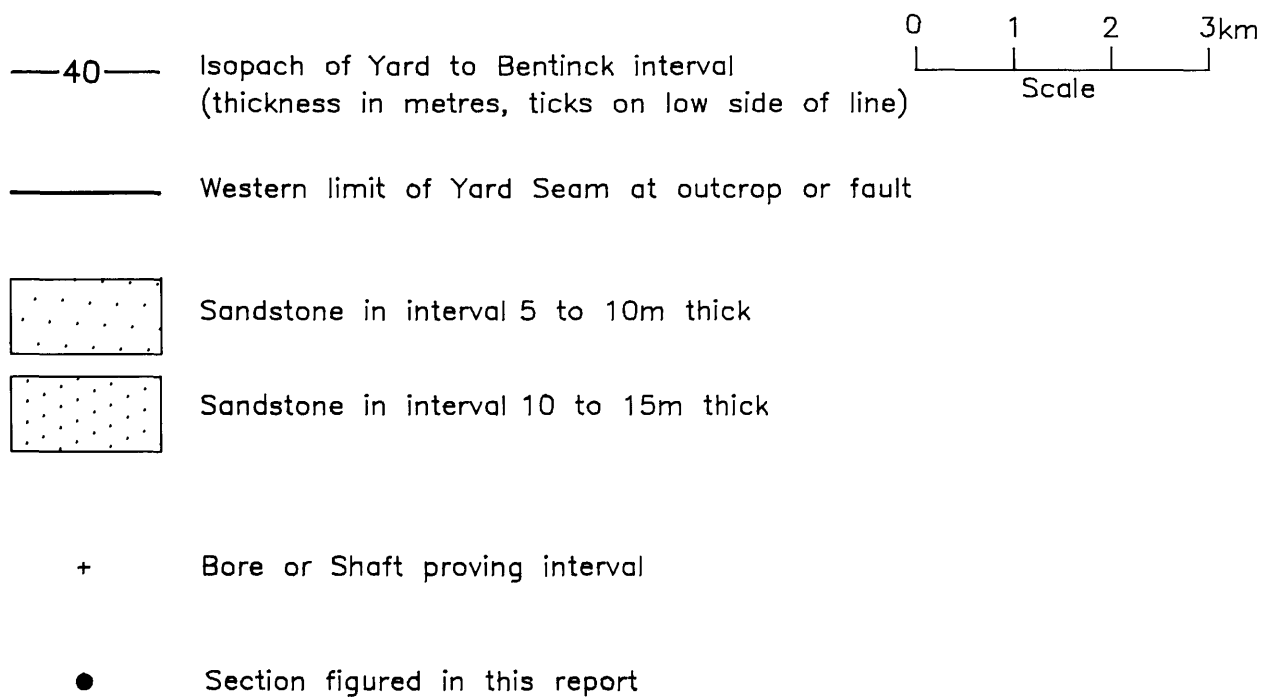 0 1 2 3km
Scale
—40— Isopach of Yard to Bentinck interval
(thickness in metres, ticks on low side of line)
Western limit of Yard Seam at outcrop or fault
Sandstone in interval 5 to 10m thick
Sandstone in interval 10 to 15m thick
+ Bore or Shaft proving interval
Section figured in this report